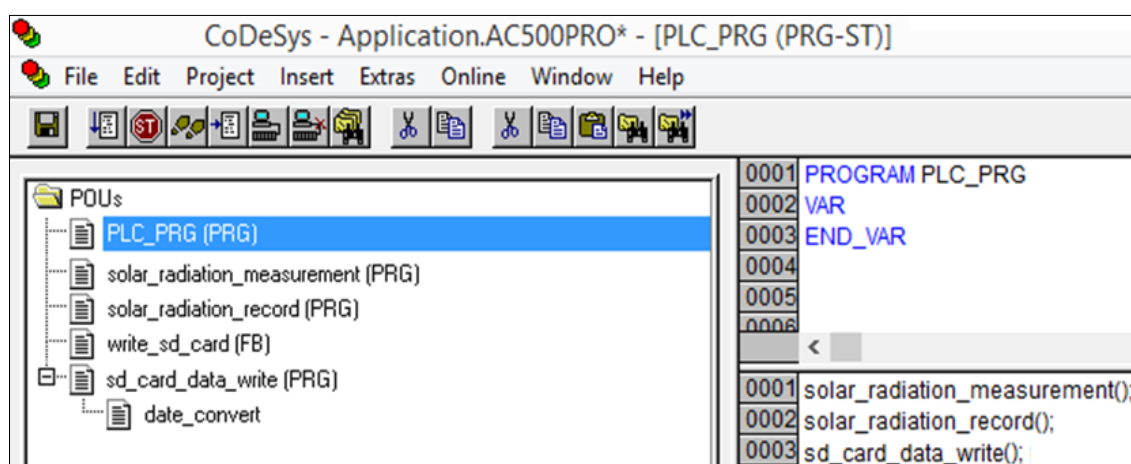 CoDeSys - Application.AC500PRO* - [PLC_PRG (PRG-ST)]
File Edit Project Insert Extras Online Window Help
ST
POUs
PLC_PRG (PRG)
solar_radiation_measurement (PRG)
solar_radiation_record (PRG)
write_sd_card (FB)
sd_card_data_write (PRG)
date_convert
0001 PROGRAM PLC_PRG
0002 VAR
0003 END_VAR
0004
0005
0006
0001 solar_radiation_measurement();
0002 solar_radiation_record();
0003 sd_card_data_write();